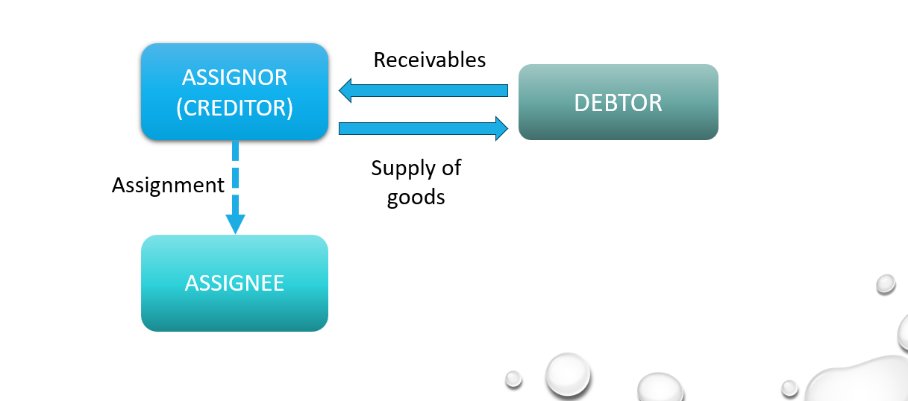 Receivables
ASSIGNOR
(CREDITOR)
DEBTOR
Supply of
goods
Assignment
ASSIGNEE